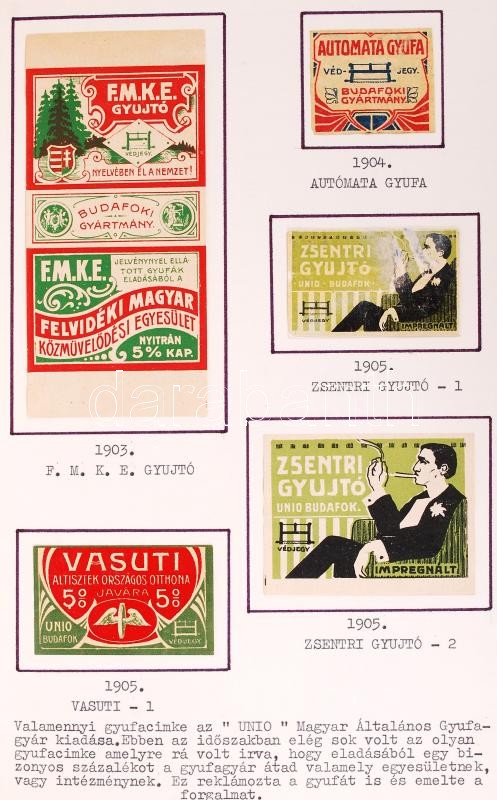 F.M.K.E.
GYUJTÓ
VÉDJEGY.
NYELVÉBEN ÉL A NEMZET!
BUDAFOKI
GYÁRTMÁNY.
F.M.K.E.
JELVÉNYNYEL ELLÁ-
TOTT GYUFÁK
ELADÁSÁBÓL A
FELVIDÉKI MAGYAR
KÖZMŰVELŐDÉSI EGYESÜLET
NYITRÁN
5% KAP.
1903.
F. M. K. E. GYUJTÓ
AUTOMATA GYUFA
VÉD- JEGY.
BUDAFOKI
GYÁRTMÁNY.
1904.
AUTÓMATA GYUFA
ZSENTRI
GYUJTÓ
UNIO - BUDAFOK -
VÉDJEGY
IMPREGNÁLT
1905.
ZSENTRI GYUJTÓ - 1
ZSENTRI
GYUJTÓ
UNIO BUDAFOK.
VÉDJEGY
IMPREGNÁLT.
1905.
ZSENTRI GYUJTÓ - 2
VASUTI
ALTISZTEK ORSZÁGOS OTTHONA
5% JAVÁRA 5%
UNIO
BUDAFOK
VÉDJEGY.
1905.
VASUTI - 1
Valamennyi gyufacimke az " UNIO " Magyar Általános Gyufa-
gyár kiadása.Ebben az időszakban elég sok volt az olyan
gyufacimke amelyre rá volt irva, hogy eladásából egy bi-
zonyos százalékot a gyufagyár átad valamely egyesületnek,
vagy intézménynek. Ez reklámozta a gyufát is és emelte a
forgalmat.
darabanth